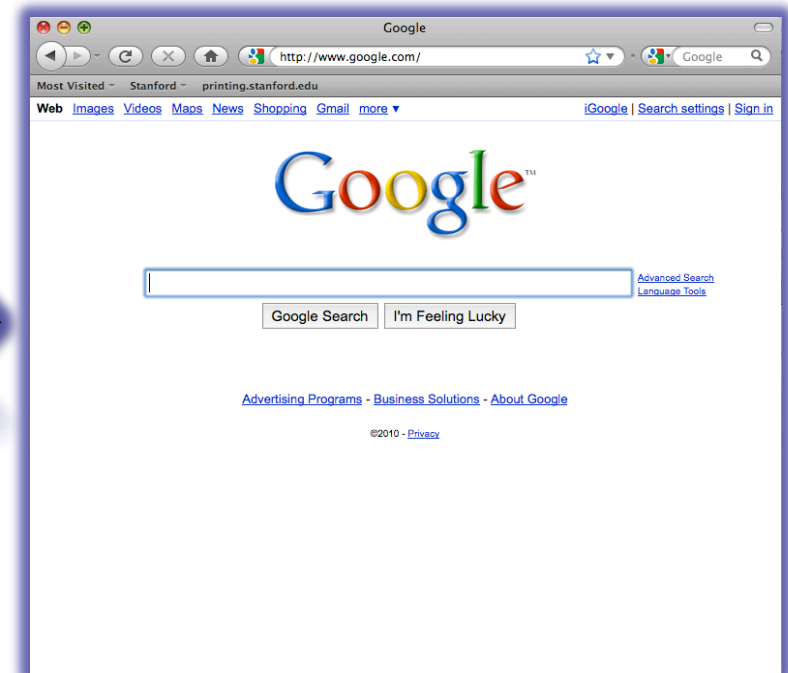 Google
http://www.google.com/ Google
Most Visited Stanford printing.stanford.edu
Web Images Videos Maps News Shopping Gmail more ▼ iGoogle | Search settings | Sign in
Google™
Advanced Search
Language Tools
Google Search I'm Feeling Lucky
Advertising Programs - Business Solutions - About Google
©2010 - Privacy